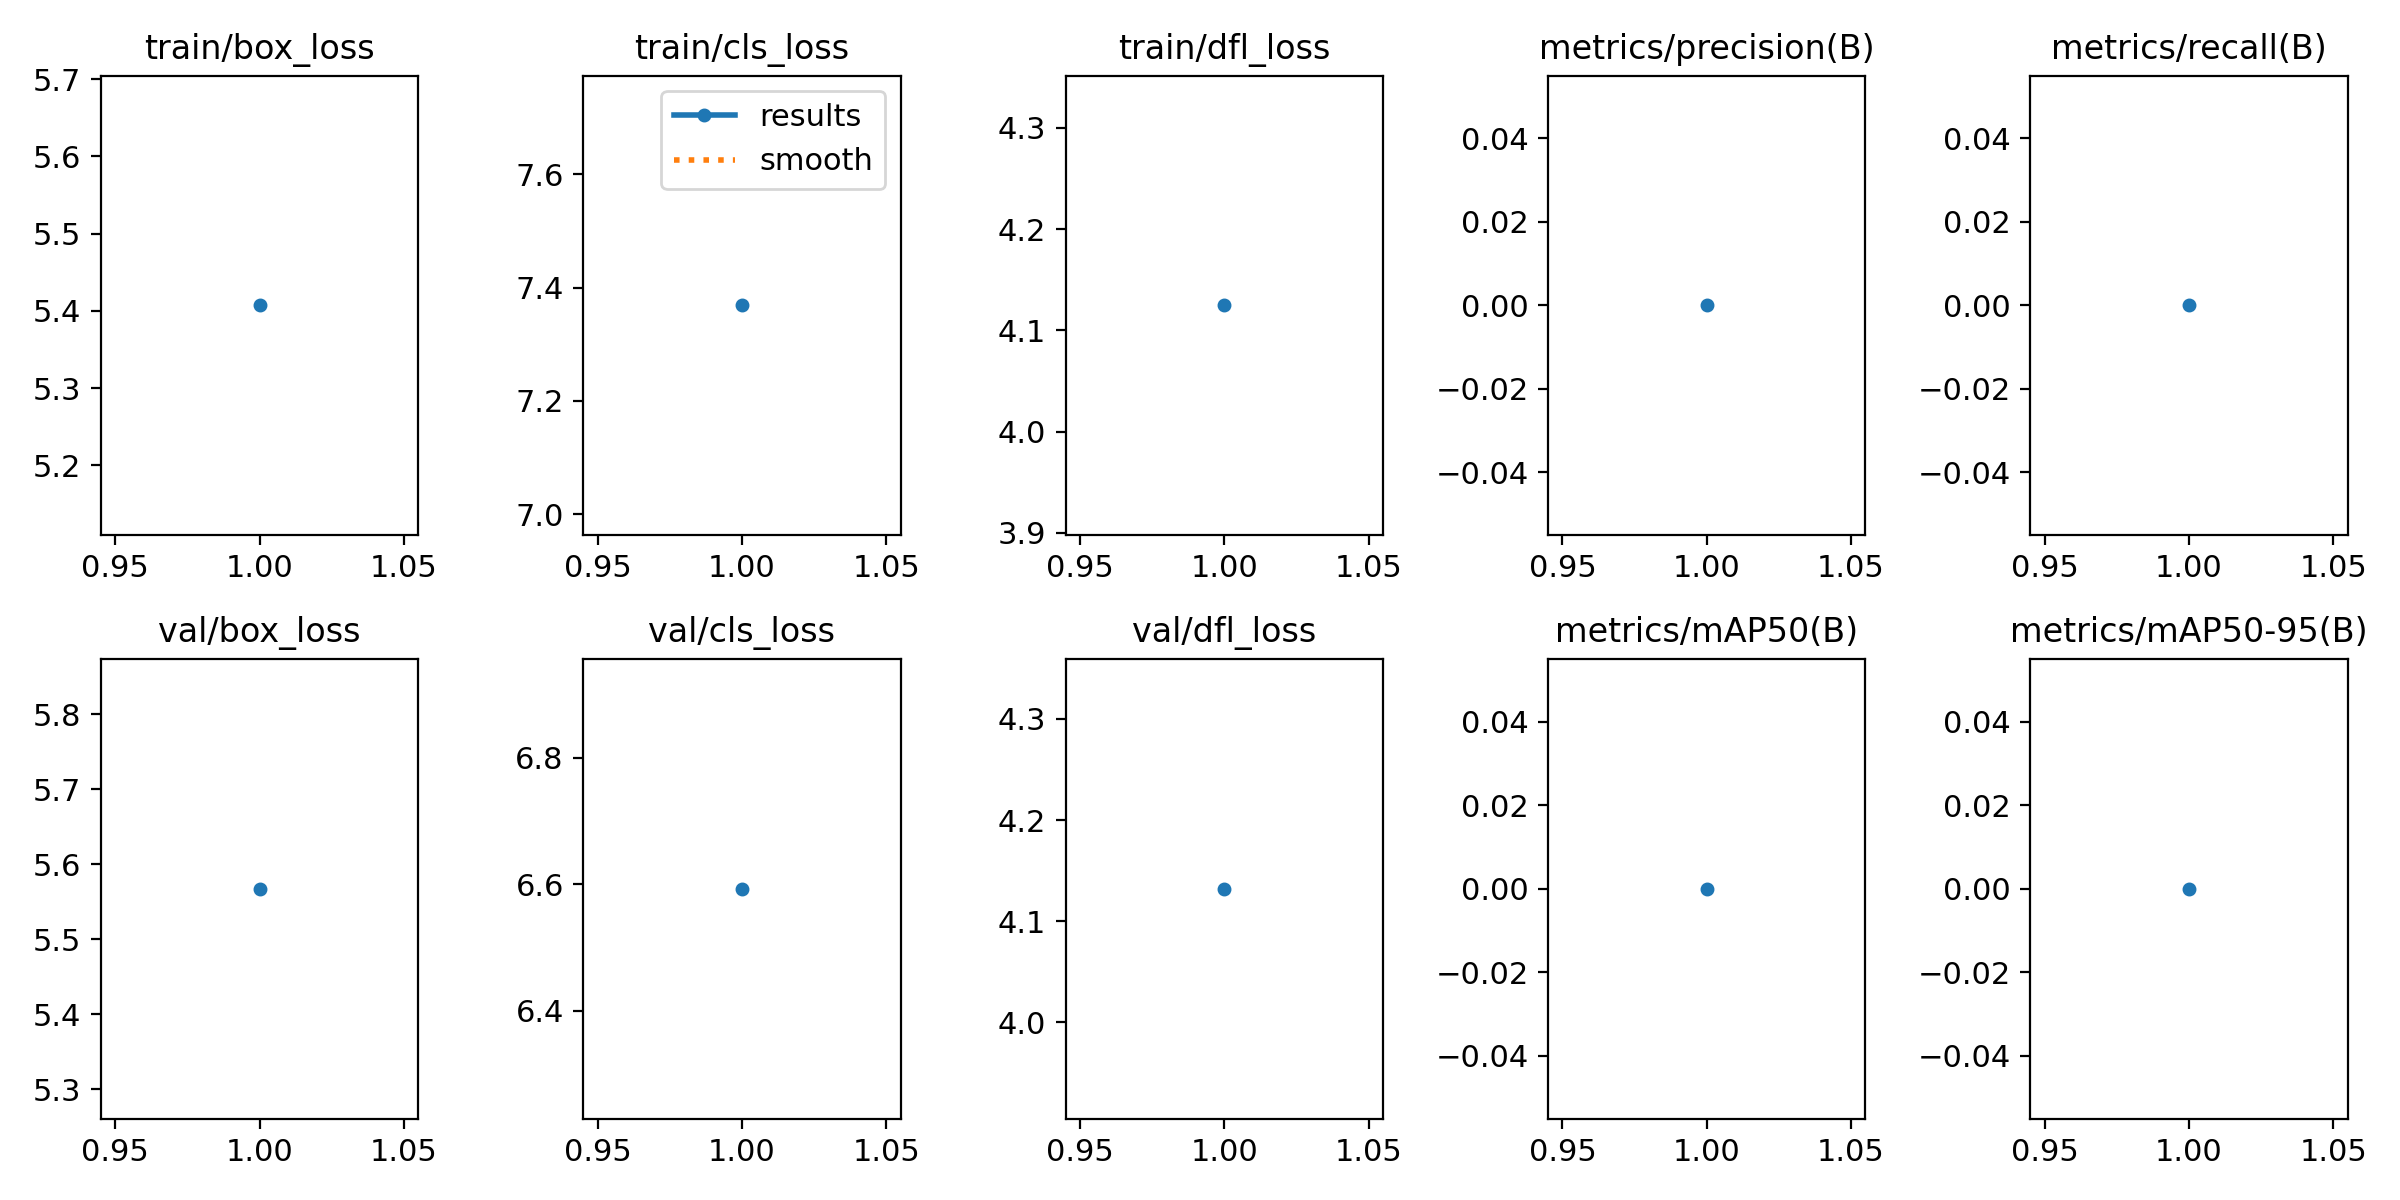 train/box_loss
5.7
5.6
5.5
5.4
5.3
5.2
0.95 1.00 1.05
train/cls_loss
results
smooth
7.6
7.4
7.2
7.0
0.95 1.00 1.05
train/dfl_loss
4.3
4.2
4.1
4.0
3.9
0.95 1.00 1.05
metrics/precision(B)
0.04
0.02
0.00
−0.02
−0.04
0.95 1.00 1.05
metrics/recall(B)
0.04
0.02
0.00
−0.02
−0.04
0.95 1.00 1.05
val/box_loss
5.8
5.7
5.6
5.5
5.4
5.3
0.95 1.00 1.05
val/cls_loss
6.8
6.6
6.4
0.95 1.00 1.05
val/dfl_loss
4.3
4.2
4.1
4.0
0.95 1.00 1.05
metrics/mAP50(B)
0.04
0.02
0.00
−0.02
−0.04
0.95 1.00 1.05
metrics/mAP50-95(B)
0.04
0.02
0.00
−0.02
−0.04
0.95 1.00 1.05